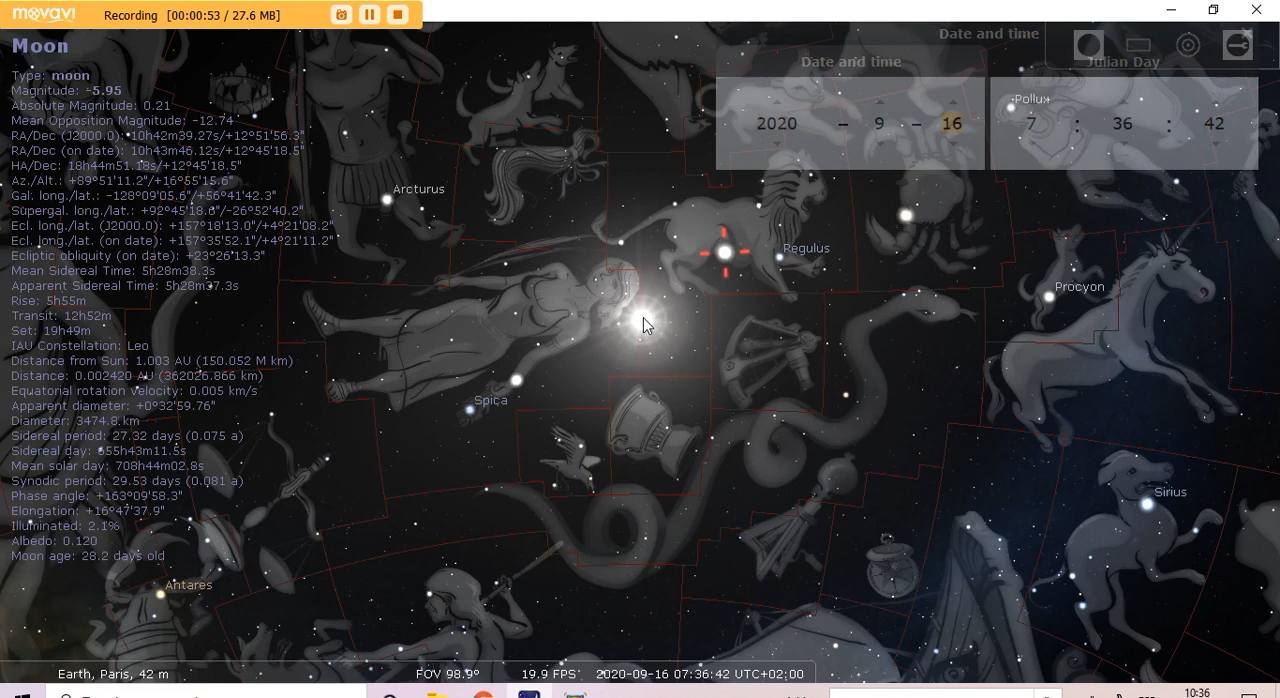 movavi Recording [00:00:53 / 27.6 MB]
Moon
Type: moon
Magnitude: -5.95
Absolute Magnitude: 0.21
Mean Opposition Magnitude: -12.74
RA/Dec (J2000.0): 10h42m39.27s/+12°51'56.3"
RA/Dec (on date): 10h43m46.12s/+12°45'18.5"
HA/Dec: 18h44m51.18s/+12°45'18.5"
Az./Alt.: +89°51'11.2"/+16°55'15.6"
Gal. long./lat.: -128°09'05.6"/+56°41'42.3"
Supergal. long./lat.: +92°45'18.6"/-26°52'40.2"
Ecl. long./lat. (J2000.0): +157°18'13.0"/+4°21'08.2"
Ecl. long./lat. (on date): +157°35'52.1"/+4°21'11.2"
Ecliptic obliquity (on date): +23°26'13.3"
Mean Sidereal Time: 5h28m38.3s
Apparent Sidereal Time: 5h28m37.3s
Rise: 5h55m
Transit: 12h52m
Set: 19h49m
IAU Constellation: Leo
Distance from Sun: 1.003 AU (150.052 M km)
Distance: 0.002420 AU (362026.866 km)
Equatorial rotation velocity: 0.005 km/s
Apparent diameter: +0°32'59.76"
Diameter: 3474.8 km
Sidereal period: 27.32 days (0.075 a)
Sidereal day: 655h43m11.5s
Mean solar day: 708h44m02.8s
Synodic period: 29.53 days (0.081 a)
Phase angle: +163°09'58.3"
Elongation: +16°47'37.9"
Illuminated: 2.1%
Albedo: 0.120
Moon age: 28.2 days old
Date and time
Date and time Julian Day
2020 - 9 - 16 7 : 36 : 42
Pollux
Arcturus
Regulus
Procyon
Spica
Sirius
Antares
Earth, Paris, 42 m FOV 98.9° 19.9 FPS 2020-09-16 07:36:42 UTC+02:00
10:36